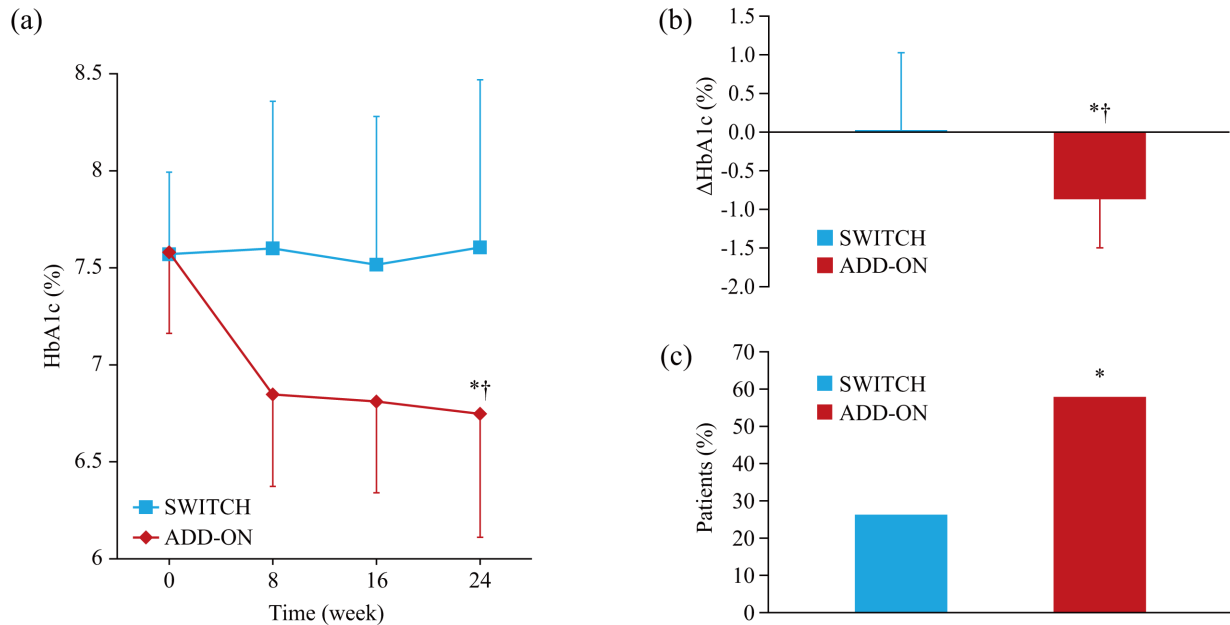 (a)
HbA1c (%)
8.5
8
7.5
7
6.5
6
*†
SWITCH
ADD-ON
0 8 16 24
Time (week)
(b)
ΔHbA1c (%)
1.5
1.0
0.5
0.0
-0.5
-1.0
-1.5
-2.0
*†
SWITCH
ADD-ON
(c)
Patients (%)
70
60
50
40
30
20
10
0
SWITCH
ADD-ON
*